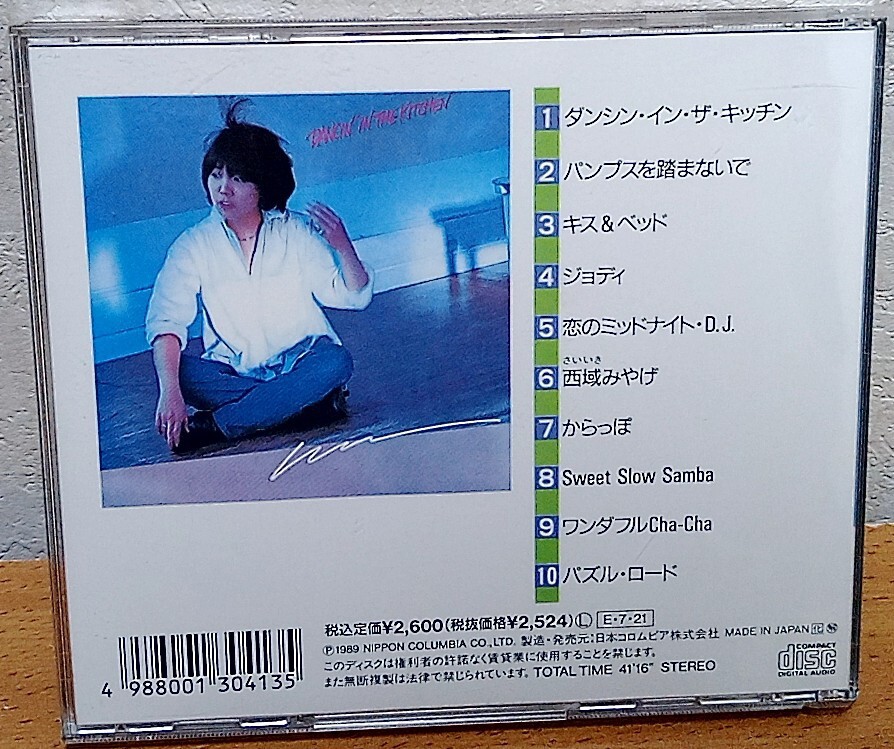 DANCIN' IN THE KITCHEN
1 ダンシン・イン・ザ・キッチン
2 パンプスを踏まないで
3 キス&ベッド
4 ジョディ
5 恋のミッドナイト・D.J.
さいいき
6 西域みやげ
7 からっぽ
8 Sweet Slow Samba
9 ワンダフルCha-Cha
10 パズル・ロード
税込定価¥2,600(税抜価格¥2,524)Ⓛ E・7・21
Ⓟ1989 NIPPON COLUMBIA CO., LTD. 製造・発売元:日本コロムビア株式会社 MADE IN JAPAN
このディスクは権利者の許諾なく賃貸業に使用することを禁じます。
また無断複製は法律で禁じられています。 TOTAL TIME 41'16" STEREO
4 988001 304135
COMPACT
disc
DIGITAL AUDIO